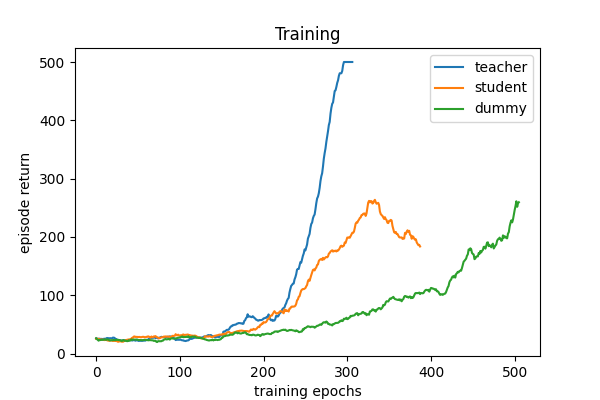 Training
teacher
student
dummy
episode return
500
400
300
200
100
0
0 100 200 300 400 500
training epochs